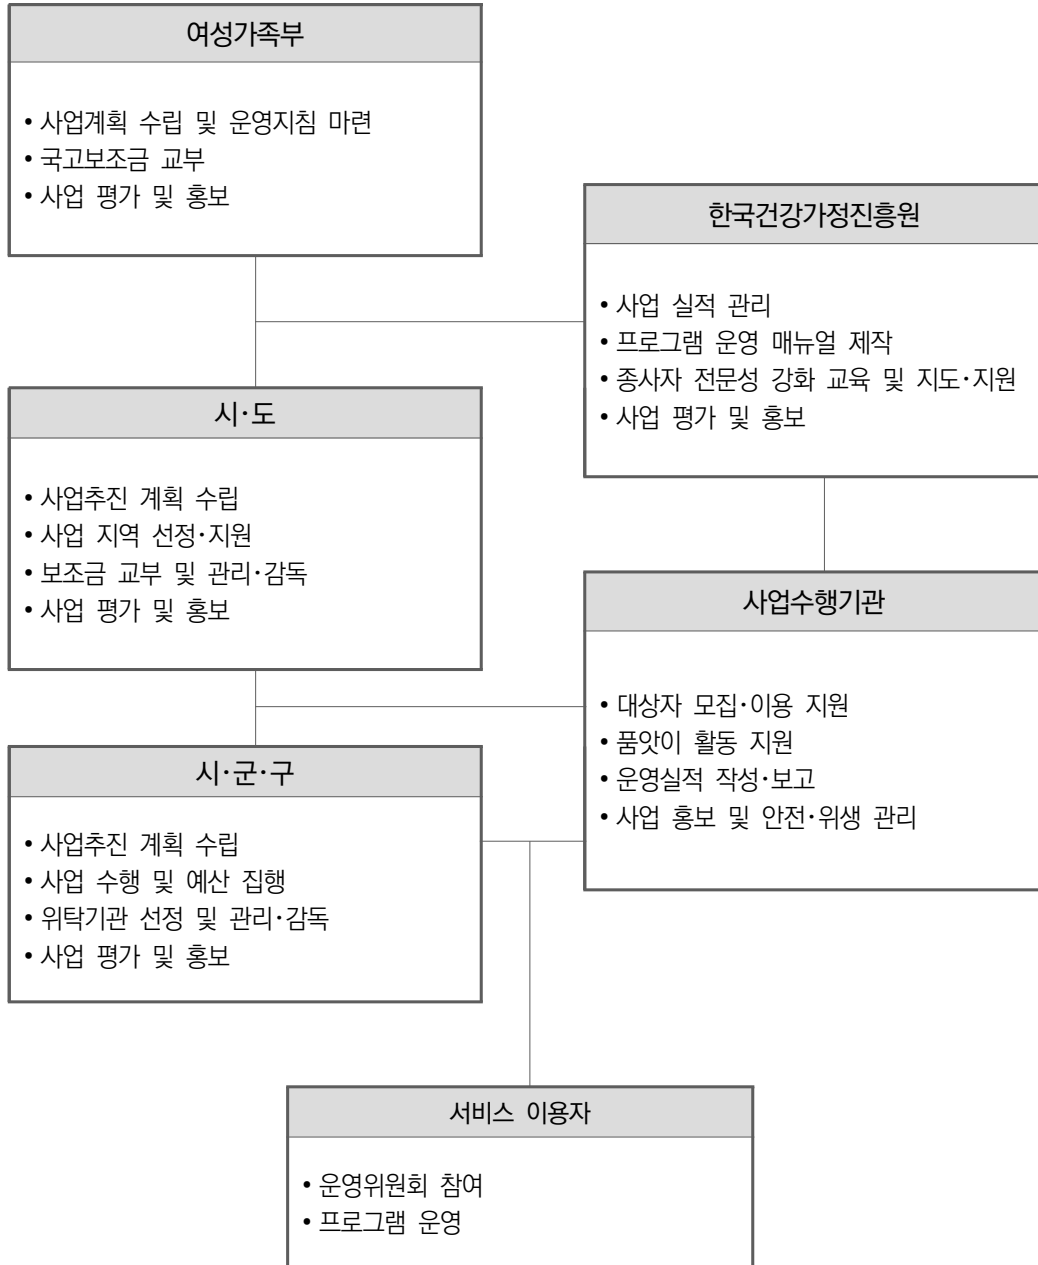 여성가족부
• 사업계획 수립 및 운영지침 마련
• 국고보조금 교부
• 사업 평가 및 홍보
한국건강가정진흥원
• 사업 실적 관리
• 프로그램 운영 매뉴얼 제작
• 종사자 전문성 강화 교육 및 지도·지원
• 사업 평가 및 홍보
시·도
• 사업추진 계획 수립
• 사업 지역 선정·지원
• 보조금 교부 및 관리·감독
• 사업 평가 및 홍보
사업수행기관
• 대상자 모집·이용 지원
• 품앗이 활동 지원
• 운영실적 작성·보고
• 사업 홍보 및 안전·위생 관리
시·군·구
• 사업추진 계획 수립
• 사업 수행 및 예산 집행
• 위탁기관 선정 및 관리·감독
• 사업 평가 및 홍보
서비스 이용자
• 운영위원회 참여
• 프로그램 운영